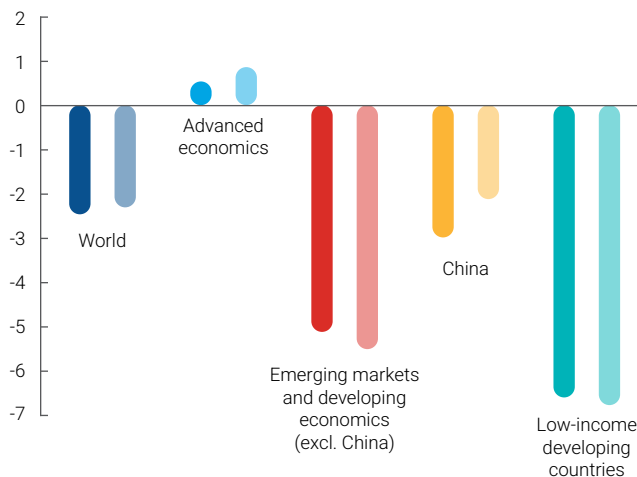 2
1
0
-1
-2
-3
-4
-5
-6
-7
Advanced
economics
World
China
Emerging markets
and developing
economics
(excl. China)
Low-income
developing
countries